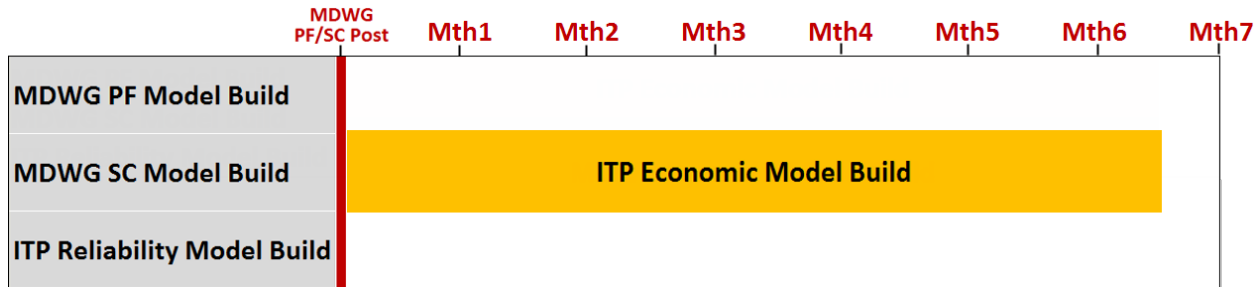 MDWG
PF/SC Post
Mth1 Mth2 Mth3 Mth4 Mth5 Mth6 Mth7
MDWG PF Model Build
MDWG SC Model Build
ITP Economic Model Build
ITP Reliability Model Build